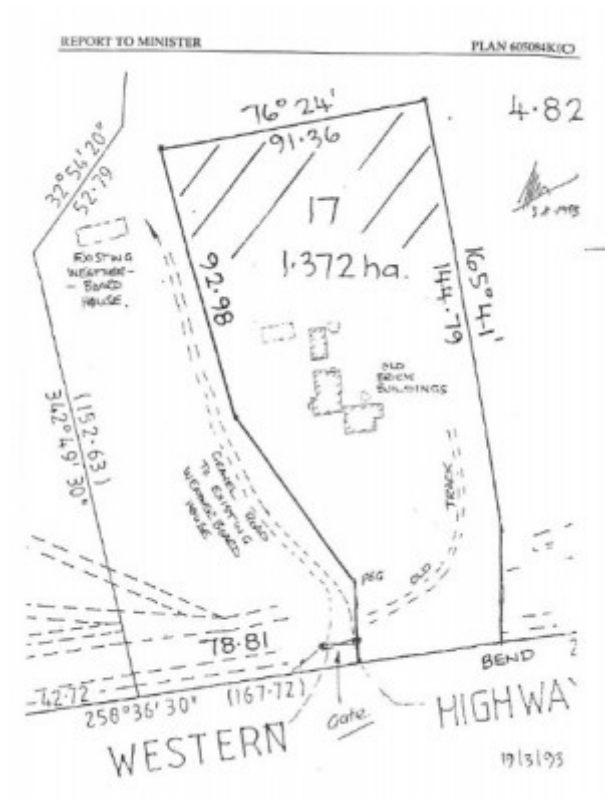 REPORT TO MINISTER
PLAN 605084K(C)
76° 24'
91.36
4.82
32° 54' 20"
52.79
17
1.372 ha.
EXISTING
WEATHER-
- BOARD
HOUSE.
92.98
165° 41'
144.79
OLD
BRICK
BUILDINGS
(152.63)
342° 49' 30"
GRAVEL ROAD
TO EXISTING
WEATHER BOARD
HOUSE
OLD TRACK
PEG
78.81
BEND
2
42.72
258° 36' 30"
(167.72)
Gate
WESTERN HIGHWA
19/3/93